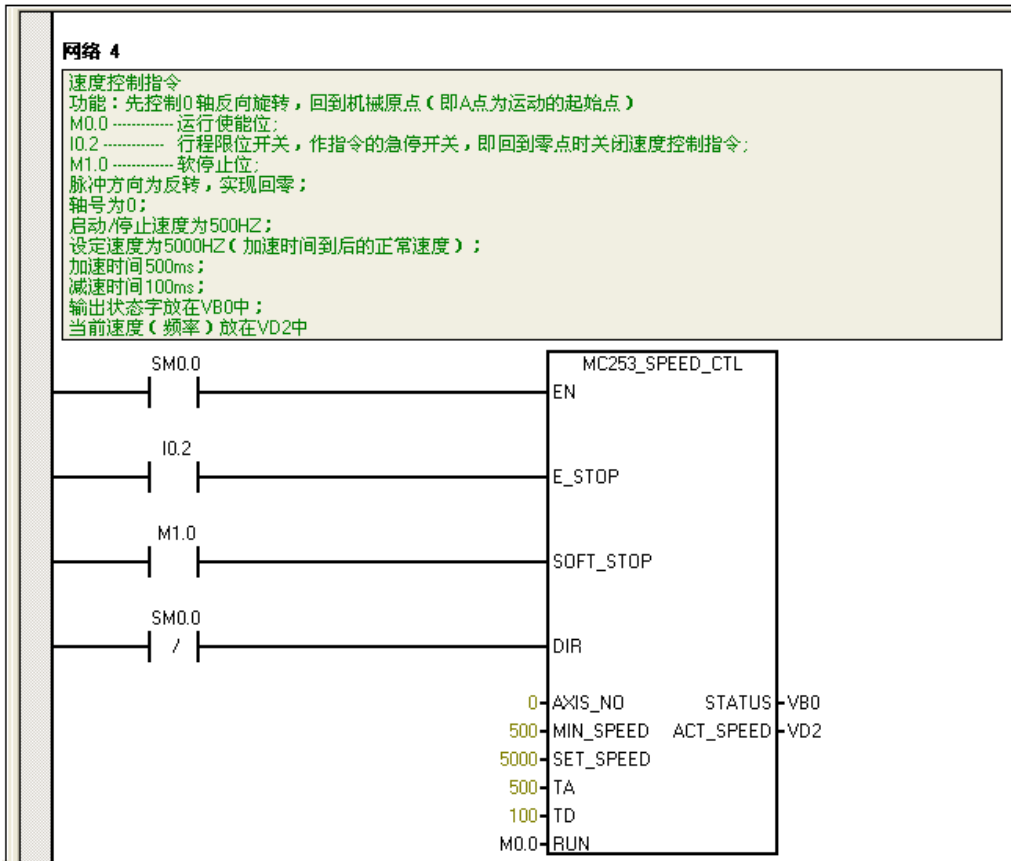 网络 4
速度控制指令
功能：先控制0轴反向旋转，回到机械原点（即A点为运动的起始点）
M0.0 ------------ 运行使能位;
I0.2 ------------ 行程限位开关，作指令的急停开关，即回到零点时关闭速度控制指令;
M1.0 ------------ 软停止位;
脉冲方向为反转，实现回零；
轴号为0；
启动/停止速度为500HZ；
设定速度为5000HZ（加速时间到后的正常速度）；
加速时间500ms；
减速时间100ms；
输出状态字放在VB0中；
当前速度（频率）放在VD2中
SM0.0
MC253_SPEED_CTL
EN
I0.2
E_STOP
M1.0
SOFT_STOP
SM0.0
/
DIR
0 AXIS_NO STATUS VB0
500 MIN_SPEED ACT_SPEED VD2
5000 SET_SPEED
500 TA
100 TD
M0.0 RUN